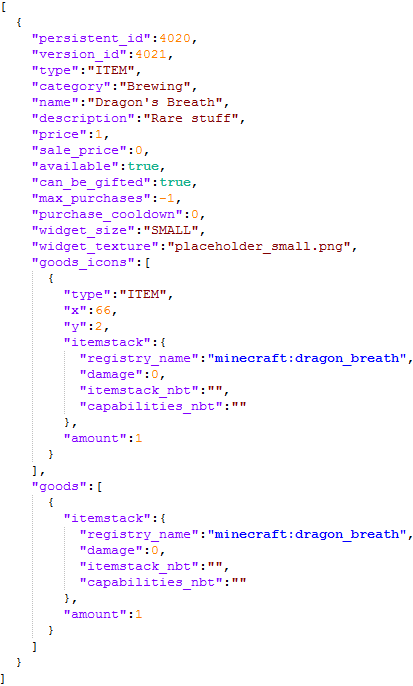 [
  {
    "persistent_id":4020,
    "version_id":4021,
    "type":"ITEM",
    "category":"Brewing",
    "name":"Dragon's Breath",
    "description":"Rare stuff",
    "price":1,
    "sale_price":0,
    "available":true,
    "can_be_gifted":true,
    "max_purchases":-1,
    "purchase_cooldown":0,
    "widget_size":"SMALL",
    "widget_texture":"placeholder_small.png",
    "goods_icons":[
      {
        "type":"ITEM",
        "x":66,
        "y":2,
        "itemstack":{
          "registry_name":"minecraft:dragon_breath",
          "damage":0,
          "itemstack_nbt":"",
          "capabilities_nbt":""
        },
        "amount":1
      }
    ],
    "goods":[
      {
        "itemstack":{
          "registry_name":"minecraft:dragon_breath",
          "damage":0,
          "itemstack_nbt":"",
          "capabilities_nbt":""
        },
        "amount":1
      }
    ]
  }
]